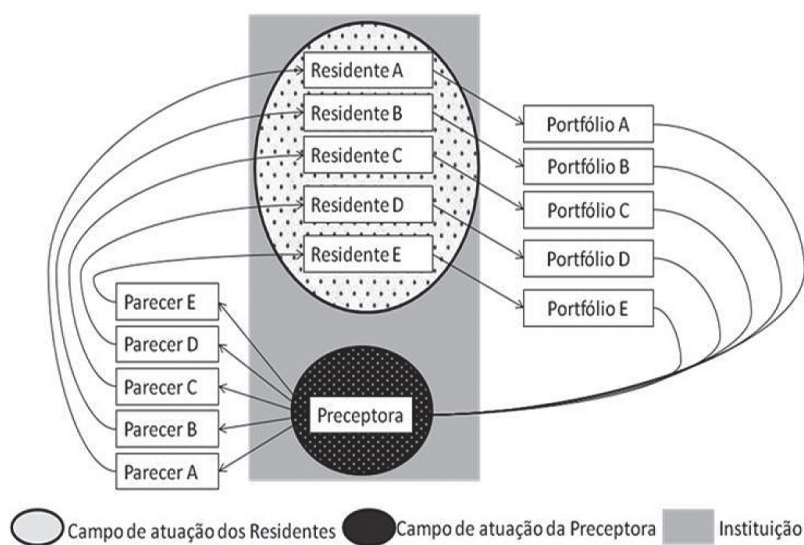 Residente A
Residente B
Residente C
Residente D
Residente E
Portfólio A
Portfólio B
Portfólio C
Portfólio D
Portfólio E
Parecer E
Parecer D
Parecer C
Parecer B
Parecer A
Preceptora
Campo de atuação dos Residentes
Campo de atuação da Preceptora
Instituição